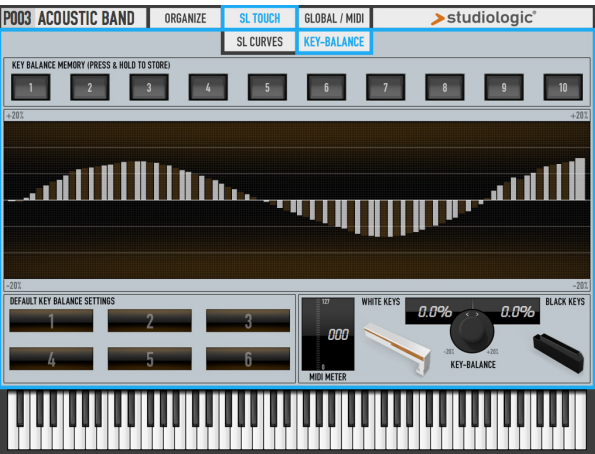 P003 ACOUSTIC BAND ORGANIZE SL TOUCH GLOBAL / MIDI studiologic®
SL CURVES KEY-BALANCE
KEY BALANCE MEMORY (PRESS & HOLD TO STORE)
1 2 3 4 5 6 7 8 9 10
+20% +20%
-20% -20%
DEFAULT KEY BALANCE SETTINGS
1 2 3
4 5 6
127
000
0
MIDI METER
WHITE KEYS 0.0% < > 0.0% BLACK KEYS
-20% +20%
KEY-BALANCE